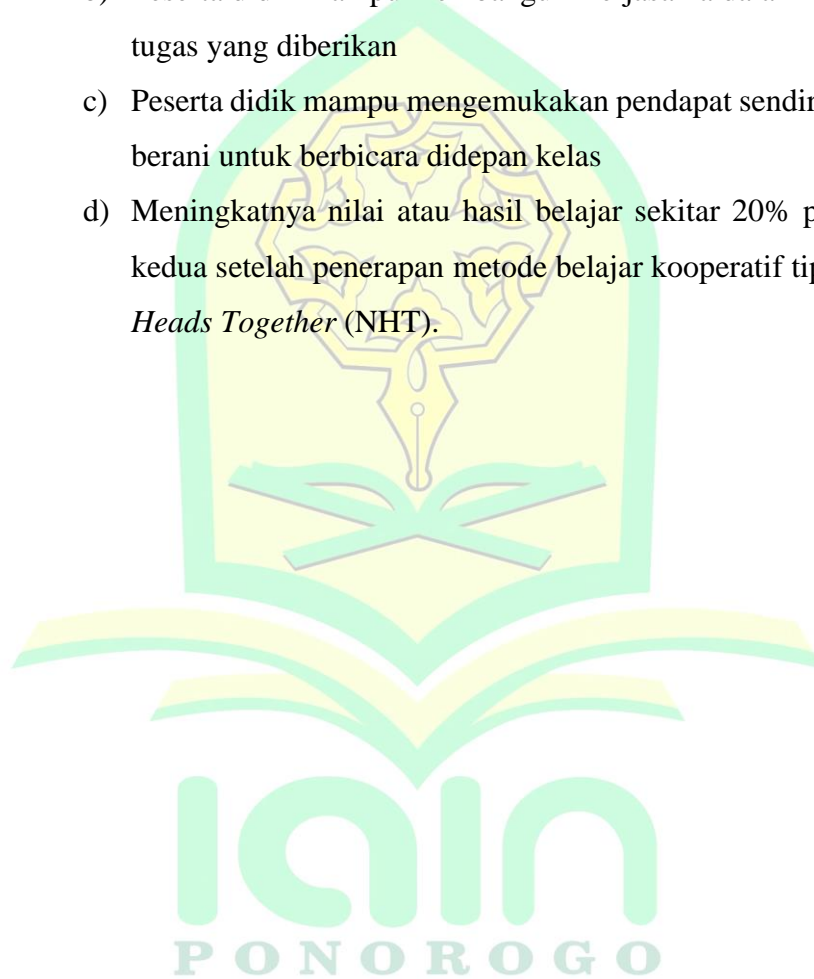 tugas yang diberikan
c) Peserta didik mampu mengemukakan pendapat
berani untuk berbicara didepan kelas
d) Meningkatnya nilai atau hasil belajar sekitar 20%
kedua setelah penerapan metode belajar kooperatif
Heads Together (NHT).
iain
PONOROGO